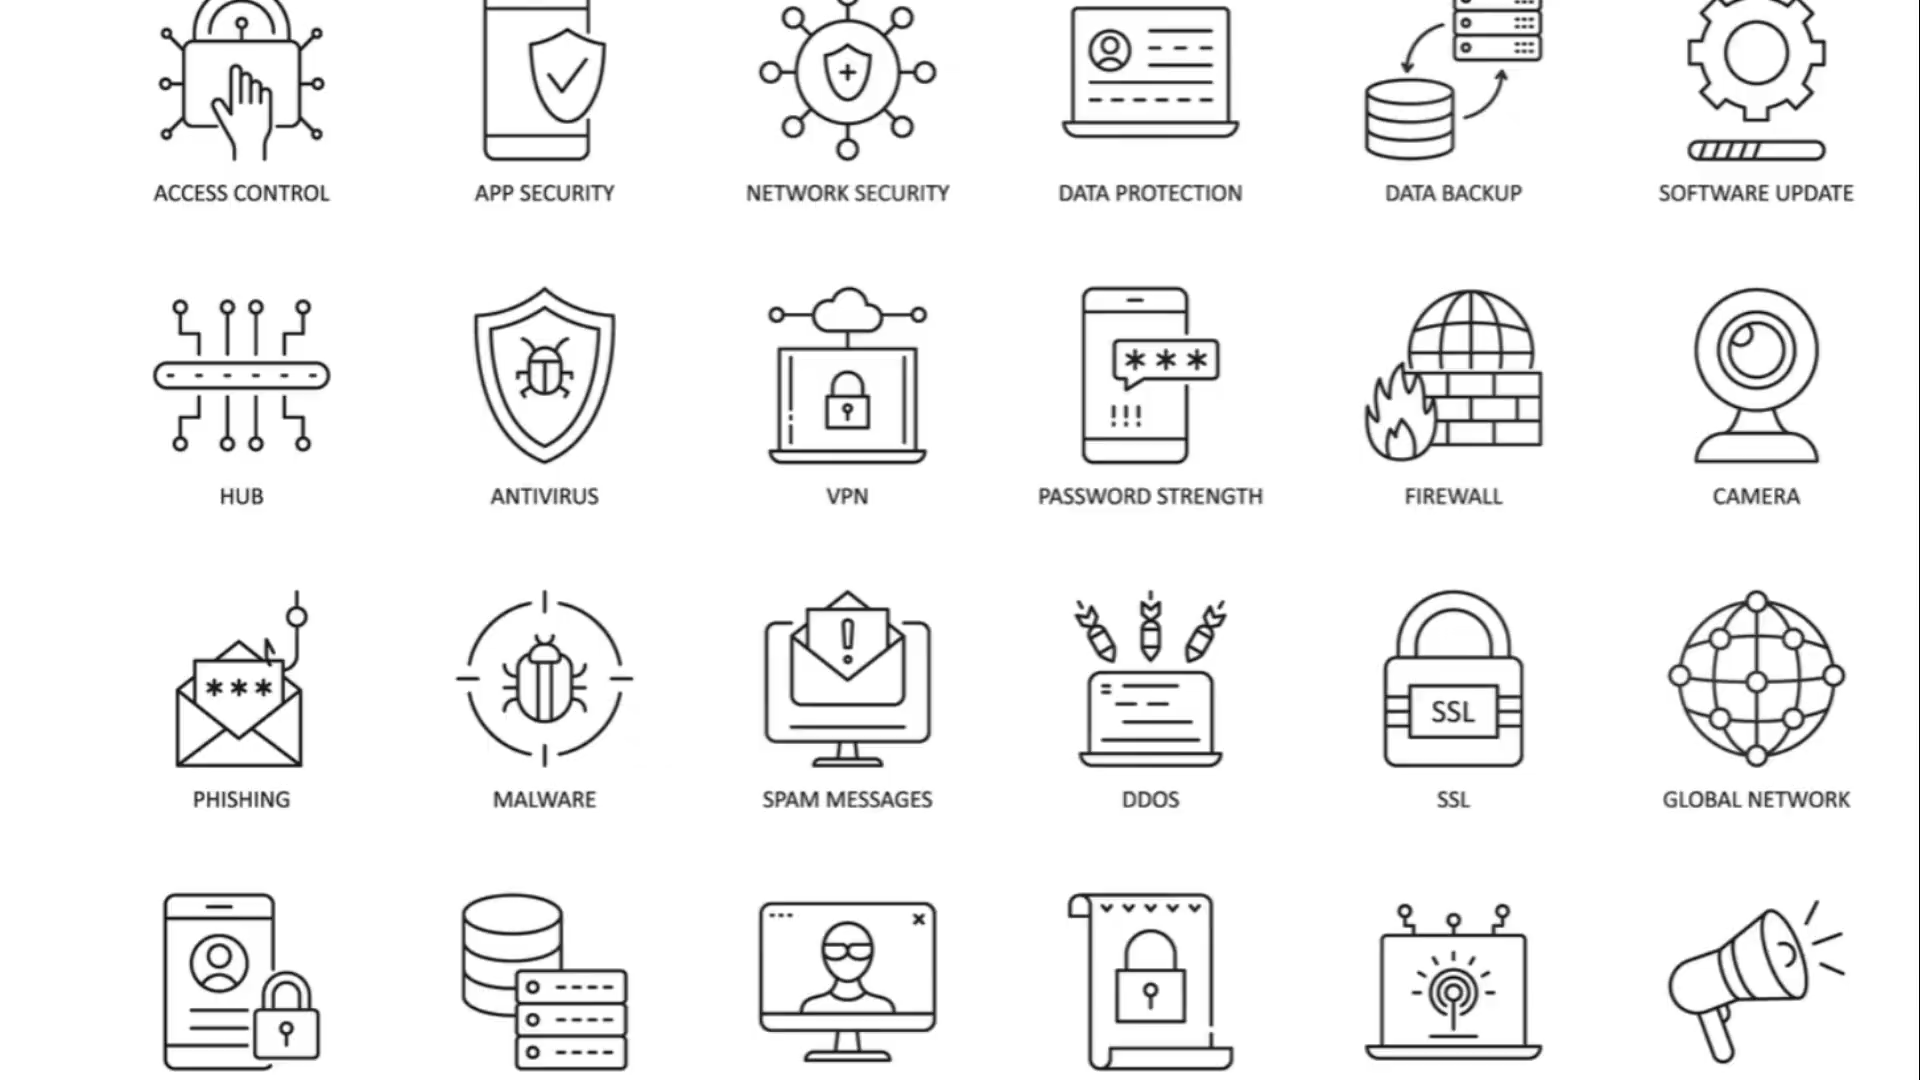 ACCESS CONTROL
APP SECURITY
NETWORK SECURITY
DATA PROTECTION
DATA BACKUP
SOFTWARE UPDATE
***
HUB
ANTIVIRUS
VPN
PASSWORD STRENGTH
FIREWALL
CAMERA
***
!
SSL
PHISHING
MALWARE
SPAM MESSAGES
DDOS
SSL
GLOBAL NETWORK